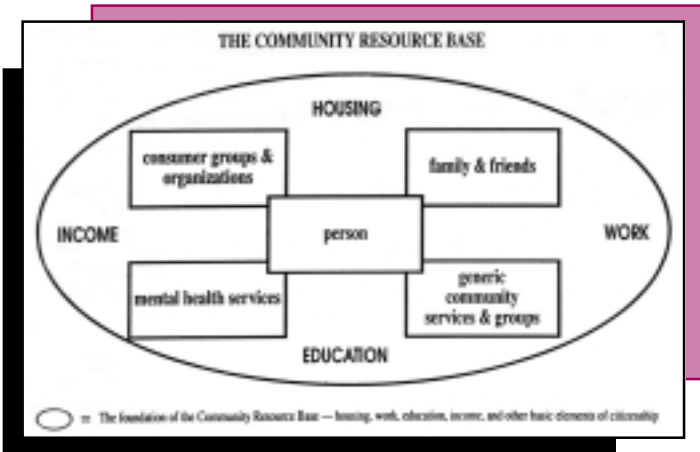 THE COMMUNITY RESOURCE BASE
HOUSING
consumer groups &
organizations
family & friends
INCOME
person
WORK
mental health services
generic
community
services & groups
EDUCATION
= The foundation of the Community Resource Base — housing, work, education, income, and other basic elements of citizenship